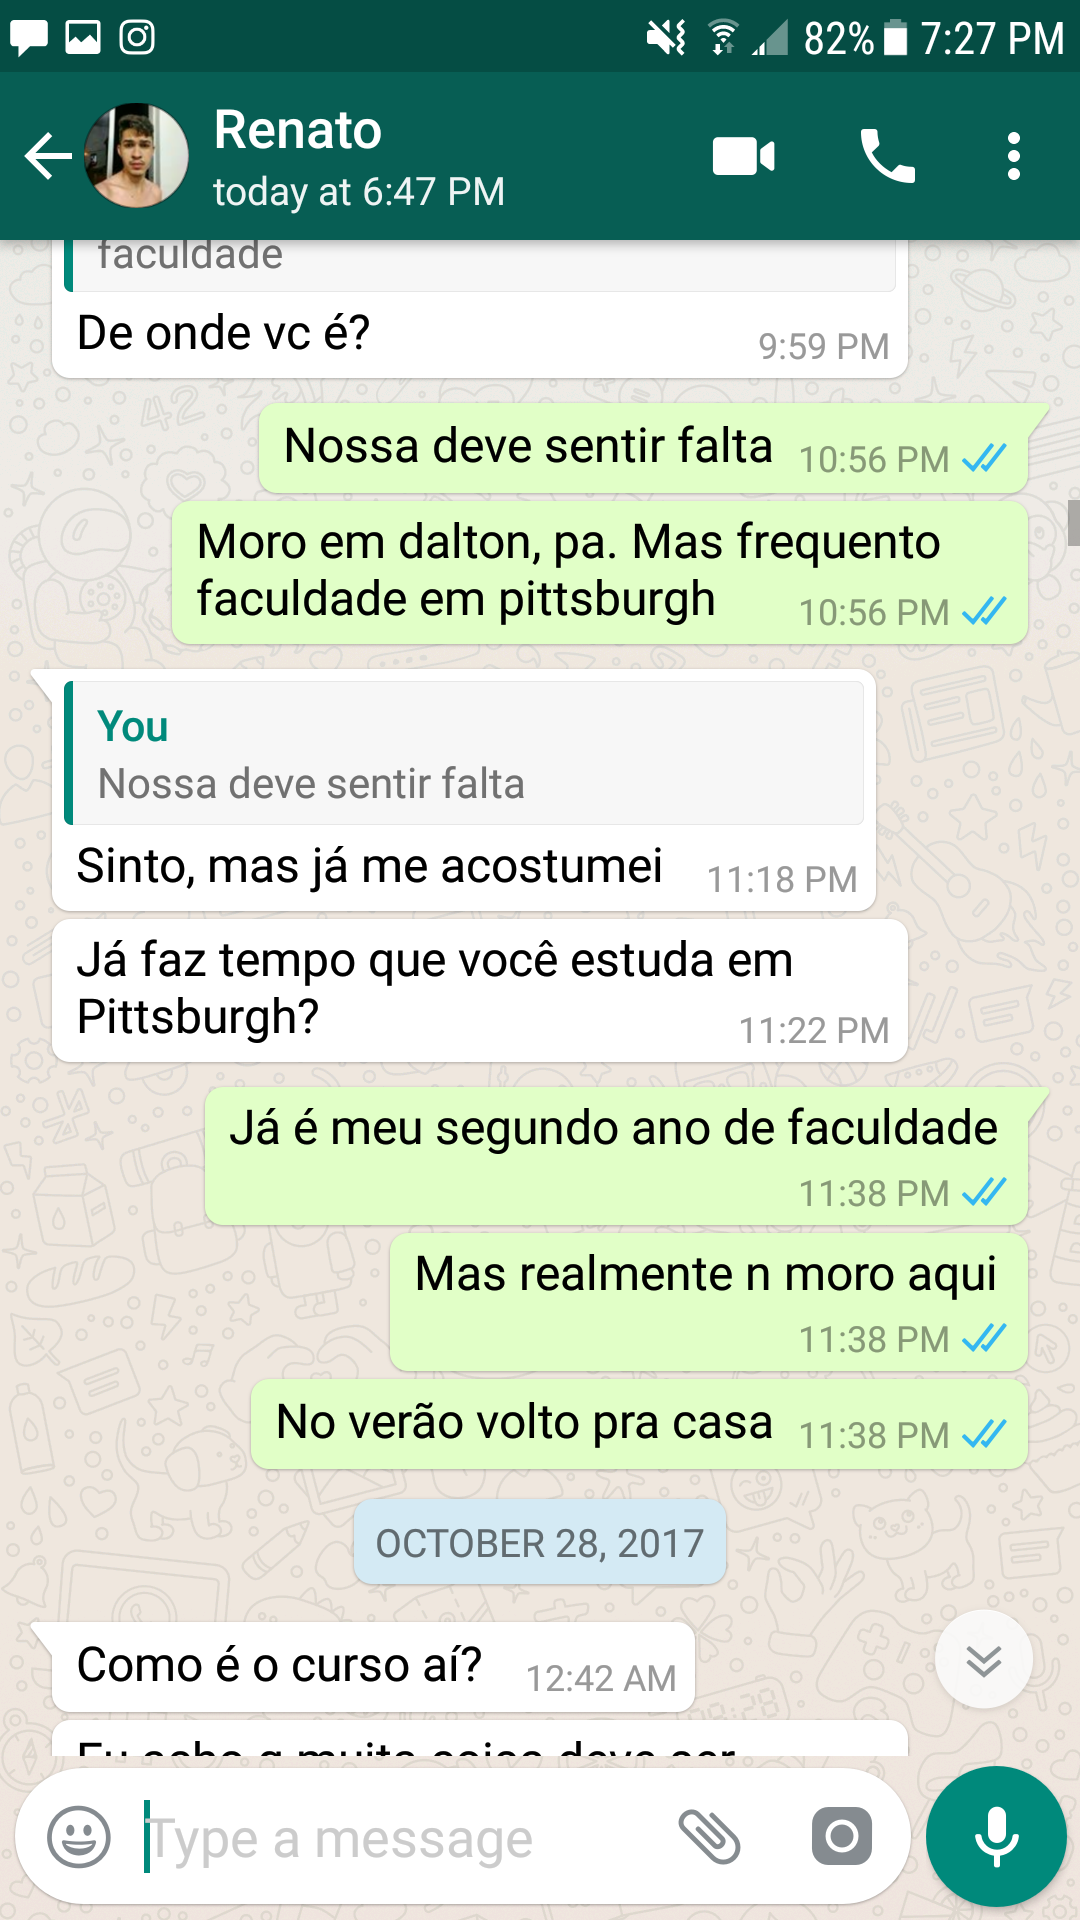 82% 7:27 PM
Renato
today at 6:47 PM
faculdade
De onde vc é?
9:59 PM
Nossa deve sentir falta 10:56 PM
Moro em dalton, pa. Mas frequento
faculdade em pittsburgh 10:56 PM
You
Nossa deve sentir falta
Sinto, mas já me acostumei 11:18 PM
Já faz tempo que você estuda em
Pittsburgh? 11:22 PM
Já é meu segundo ano de faculdade
11:38 PM
Mas realmente n moro aqui
11:38 PM
No verão volto pra casa 11:38 PM
OCTOBER 28, 2017
Como é o curso aí? 12:42 AM
Type a message